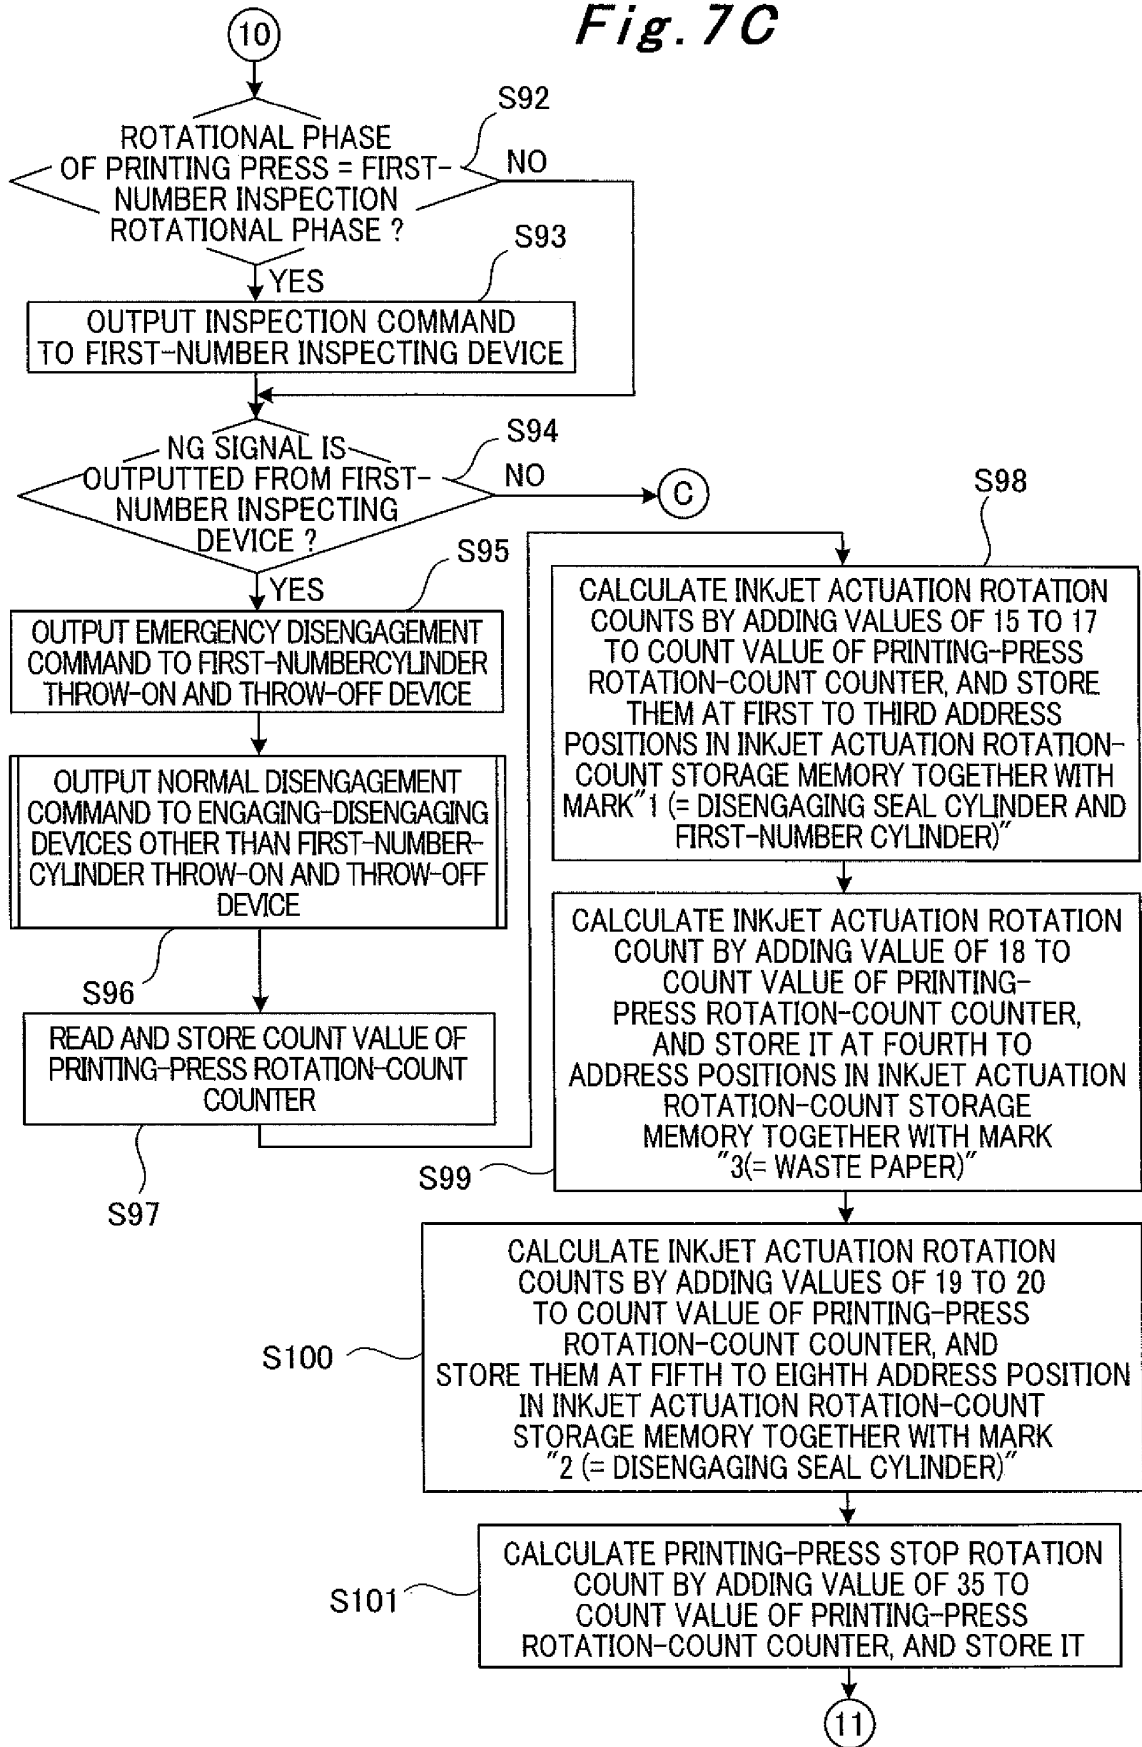 Fig. 7C
10
S92
ROTATIONAL PHASE
OF PRINTING PRESS = FIRST-
NUMBER INSPECTION
ROTATIONAL PHASE ?
NO
YES
S93
OUTPUT INSPECTION COMMAND
TO FIRST-NUMBER INSPECTING DEVICE
S94
NG SIGNAL IS
OUTPUTTED FROM FIRST-
NUMBER INSPECTING
DEVICE ?
NO
C
YES
S95
OUTPUT EMERGENCY DISENGAGEMENT
COMMAND TO FIRST-NUMBERCYLINDER
THROW-ON AND THROW-OFF DEVICE
OUTPUT NORMAL DISENGAGEMENT
COMMAND TO ENGAGING-DISENGAGING
DEVICES OTHER THAN FIRST-NUMBER-
CYLINDER THROW-ON AND THROW-OFF
DEVICE
S96
READ AND STORE COUNT VALUE OF
PRINTING-PRESS ROTATION-COUNT
COUNTER
S97
S98
CALCULATE INKJET ACTUATION ROTATION
COUNTS BY ADDING VALUES OF 15 TO 17
TO COUNT VALUE OF PRINTING-PRESS
ROTATION-COUNT COUNTER, AND STORE
THEM AT FIRST TO THIRD ADDRESS
POSITIONS IN INKJET ACTUATION ROTATION-
COUNT STORAGE MEMORY TOGETHER WITH
MARK"1 (= DISENGAGING SEAL CYLINDER AND
FIRST-NUMBER CYLINDER)"
CALCULATE INKJET ACTUATION ROTATION
COUNT BY ADDING VALUE OF 18 TO
COUNT VALUE OF PRINTING-
PRESS ROTATION-COUNT COUNTER,
AND STORE IT AT FOURTH TO
ADDRESS POSITIONS IN INKJET ACTUATION
ROTATION-COUNT STORAGE
MEMORY TOGETHER WITH MARK
"3(= WASTE PAPER)"
S99
CALCULATE INKJET ACTUATION ROTATION
COUNTS BY ADDING VALUES OF 19 TO 20
TO COUNT VALUE OF PRINTING-PRESS
ROTATION-COUNT COUNTER, AND
STORE THEM AT FIFTH TO EIGHTH ADDRESS POSITION
IN INKJET ACTUATION ROTATION-COUNT
STORAGE MEMORY TOGETHER WITH MARK
"2 (= DISENGAGING SEAL CYLINDER)"
S100
CALCULATE PRINTING-PRESS STOP ROTATION
COUNT BY ADDING VALUE OF 35 TO
COUNT VALUE OF PRINTING-PRESS
ROTATION-COUNT COUNTER, AND STORE IT
S101
11